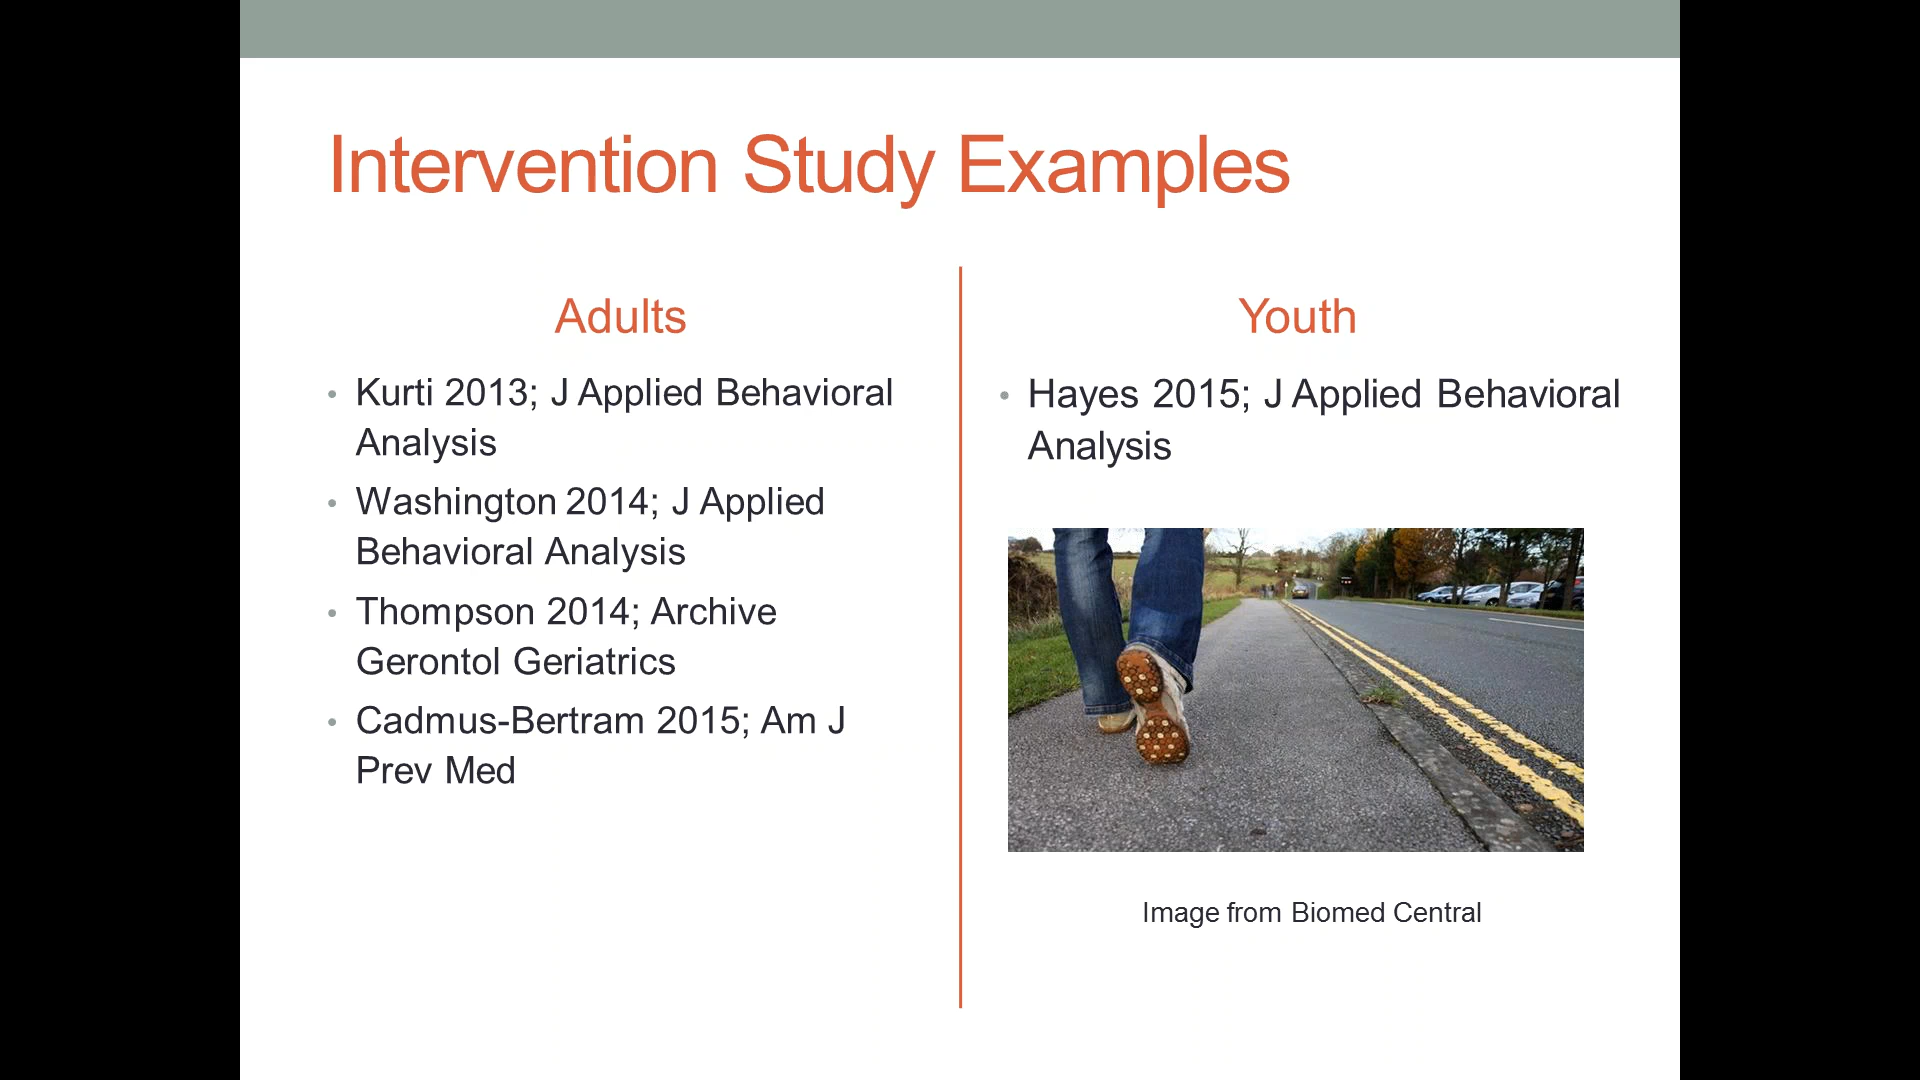 Intervention Study Examples
Adults
• Kurti 2013; J Applied Behavioral
Analysis
• Washington 2014; J Applied
Behavioral Analysis
• Thompson 2014; Archive
Gerontol Geriatrics
• Cadmus-Bertram 2015; Am J
Prev Med
Youth
• Hayes 2015; J Applied Behavioral
Analysis
Image from Biomed Central